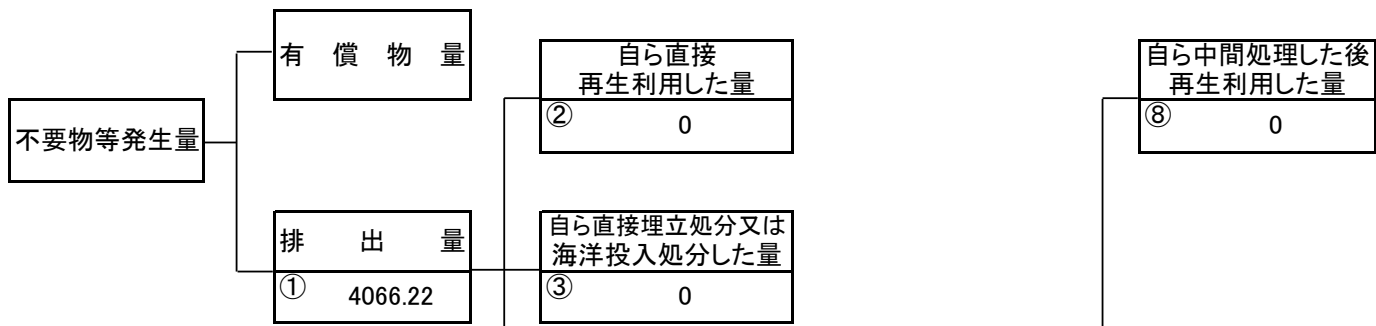 有償物量
自ら直接
再生利用した量
②
0
自ら中間処理した後
再生利用した量
⑧
0
不要物等発生量
排出量
①
4066.22
自ら直接埋立処分又は
海洋投入処分した量
③
0